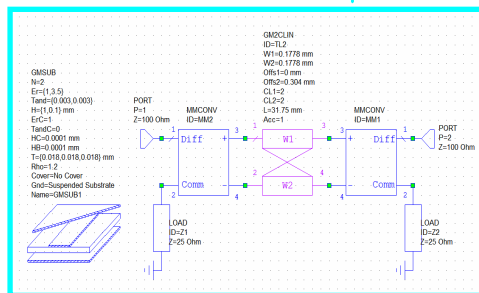 GM2CLIN
ID=TL2
W1=0.1778 mm
W2=0.1778 mm
Offs1=0 mm
Offs2=0.304 mm
CL1=2
CL2=2
L=31.75 mm
Acc=1
GMSUB
N=2
Er={1,3.5}
Tand={0.003,0.003}
H={1,0.1} mm
ErC=1
TandC=0
HC=0.0001 mm
HB=0.0001 mm
T={0.018,0.018,0.018} mm
Rho=1.2
Cover=No Cover
Gnd=Suspended Substrate
Name=GMSUB1
PORT
P=1
Z=100 Ohm
MMCONV
ID=MM2
MMCONV
ID=MM1
PORT
P=2
Z=100 Ohm
1 Diff + 3
1 W1 3
3 + Diff 1
2 Comm - 4
2 W2 4
4 - Comm 2
LOAD
ID=Z1
Z=25 Ohm
LOAD
ID=Z2
Z=25 Ohm